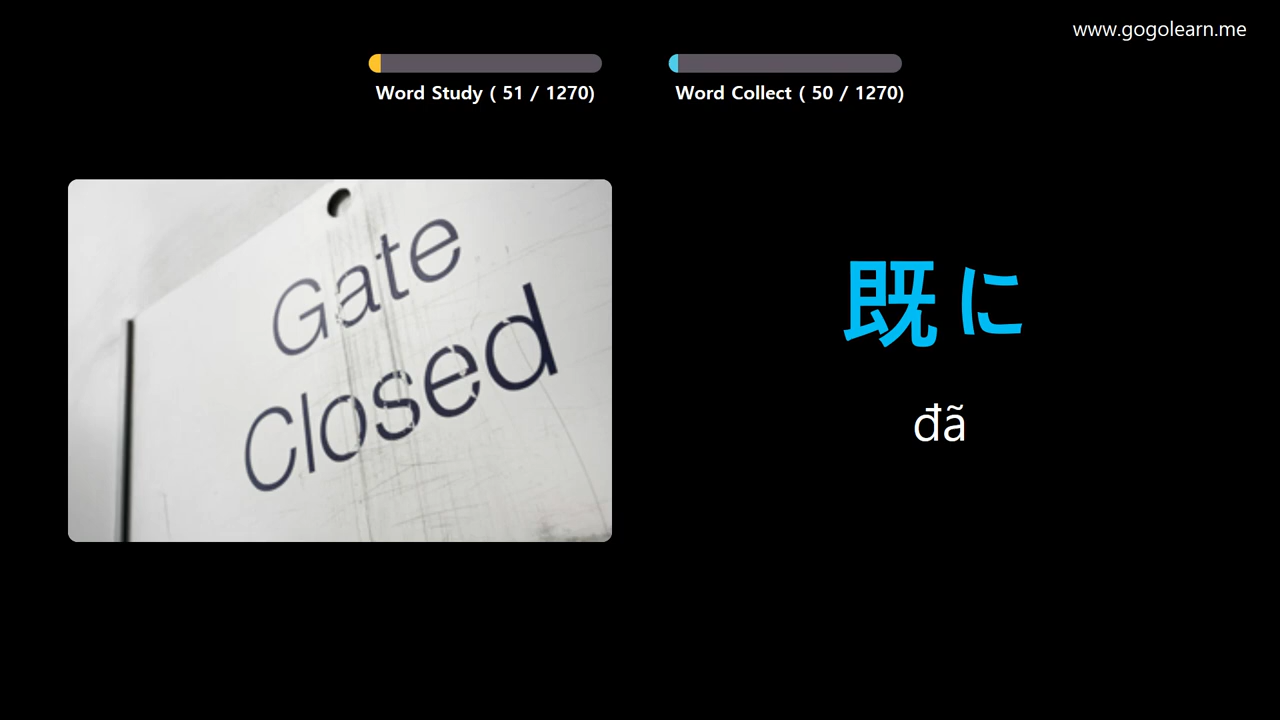 www.gogolearn.me
Word Study ( 51 / 1270)
Word Collect ( 50 / 1270)
Gate
Closed
既に
đã